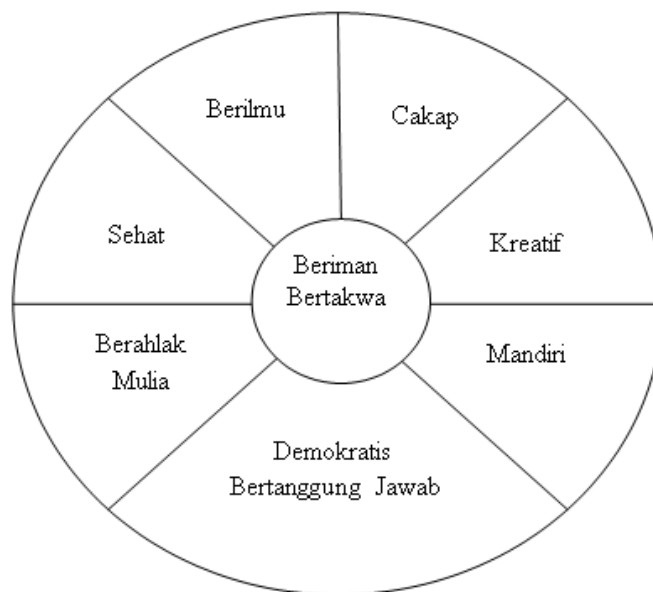 Berilmu
Cakap
Sehat
Kreatif
Beriman
Bertakwa
Berahlak
Mulia
Mandiri
Demokratis
Bertanggung Jawab